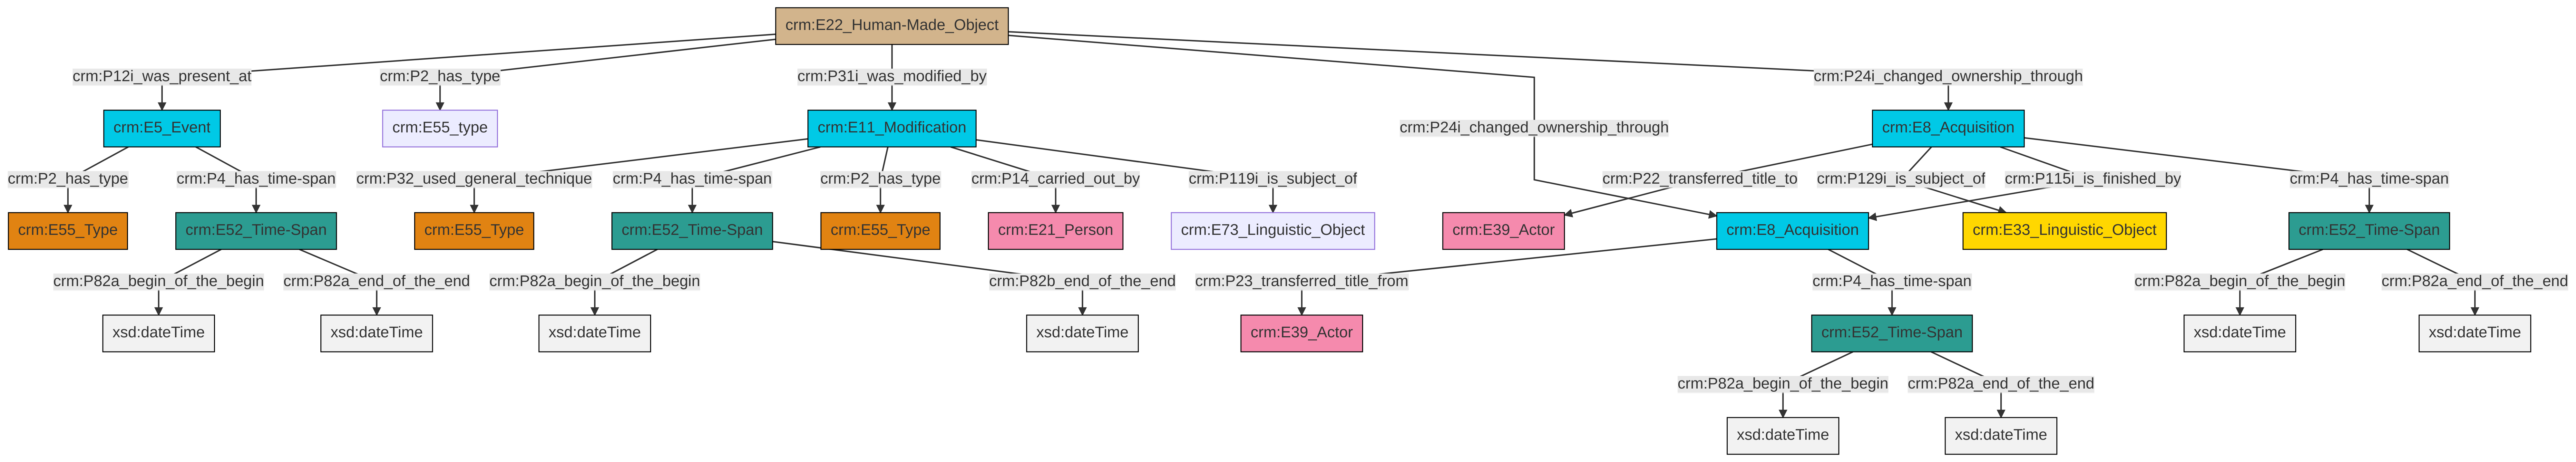 crm:E22_Human-Made_Object
crm:P12i_was_present_at
crm:P2_has_type
crm:P31i_was_modified_by
crm:P24i_changed_ownership_through
crm:P24i_changed_ownership_through
crm:E5_Event
crm:E55_type
crm:E11_Modification
crm:E8_Acquisition
crm:P2_has_type
crm:P4_has_time-span
crm:P32_used_general_technique
crm:P4_has_time-span
crm:P2_has_type
crm:P14_carried_out_by
crm:P119i_is_subject_of
crm:P22_transferred_title_to
crm:P129i_is_subject_of
crm:P115i_is_finished_by
crm:P4_has_time-span
crm:E55_Type
crm:E52_Time-Span
crm:E55_Type
crm:E52_Time-Span
crm:E55_Type
crm:E21_Person
crm:E73_Linguistic_Object
crm:E39_Actor
crm:E8_Acquisition
crm:E33_Linguistic_Object
crm:E52_Time-Span
crm:P82a_begin_of_the_begin
crm:P82a_end_of_the_end
crm:P82a_begin_of_the_begin
crm:P82b_end_of_the_end
crm:P23_transferred_title_from
crm:P4_has_time-span
crm:P82a_begin_of_the_begin
crm:P82a_end_of_the_end
xsd:dateTime
xsd:dateTime
xsd:dateTime
xsd:dateTime
crm:E39_Actor
crm:E52_Time-Span
xsd:dateTime
xsd:dateTime
crm:P82a_begin_of_the_begin
crm:P82a_end_of_the_end
xsd:dateTime
xsd:dateTime